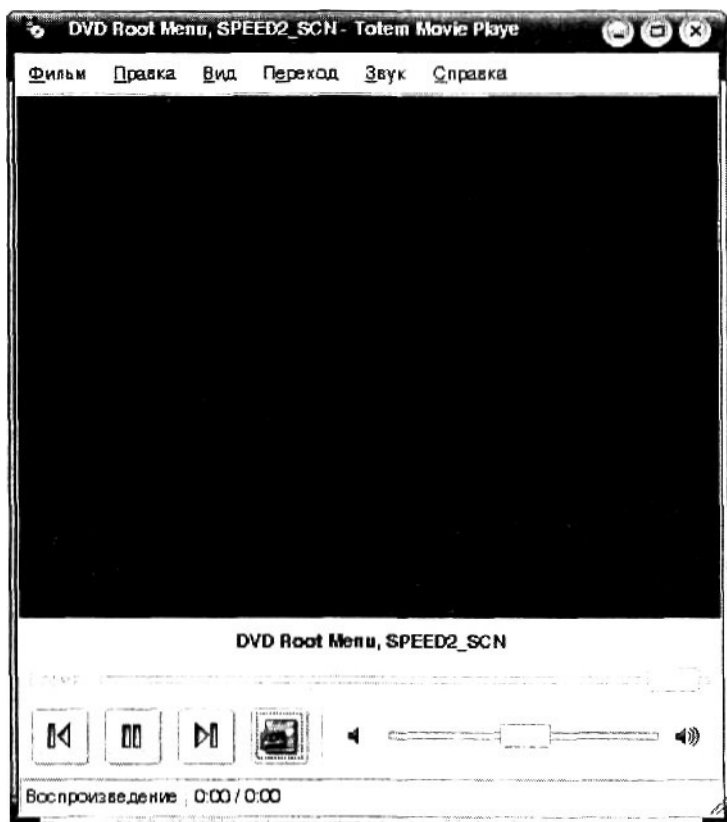 DVD Root Menu, SPEED2_SCN - Totem Movie Playe
Фильм Правка Вид Переход Звук Справка
DVD Root Menu, SPEED2_SCN
Воспроизведение 0:00 / 0:00